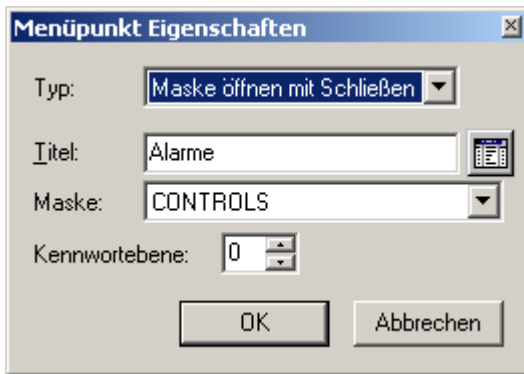 Menüpunkt Eigenschaften
Typ: Maske öffnen mit Schließen
Titel: Alarme
Maske: CONTROLS
Kennwortebene: 0
OK Abbrechen